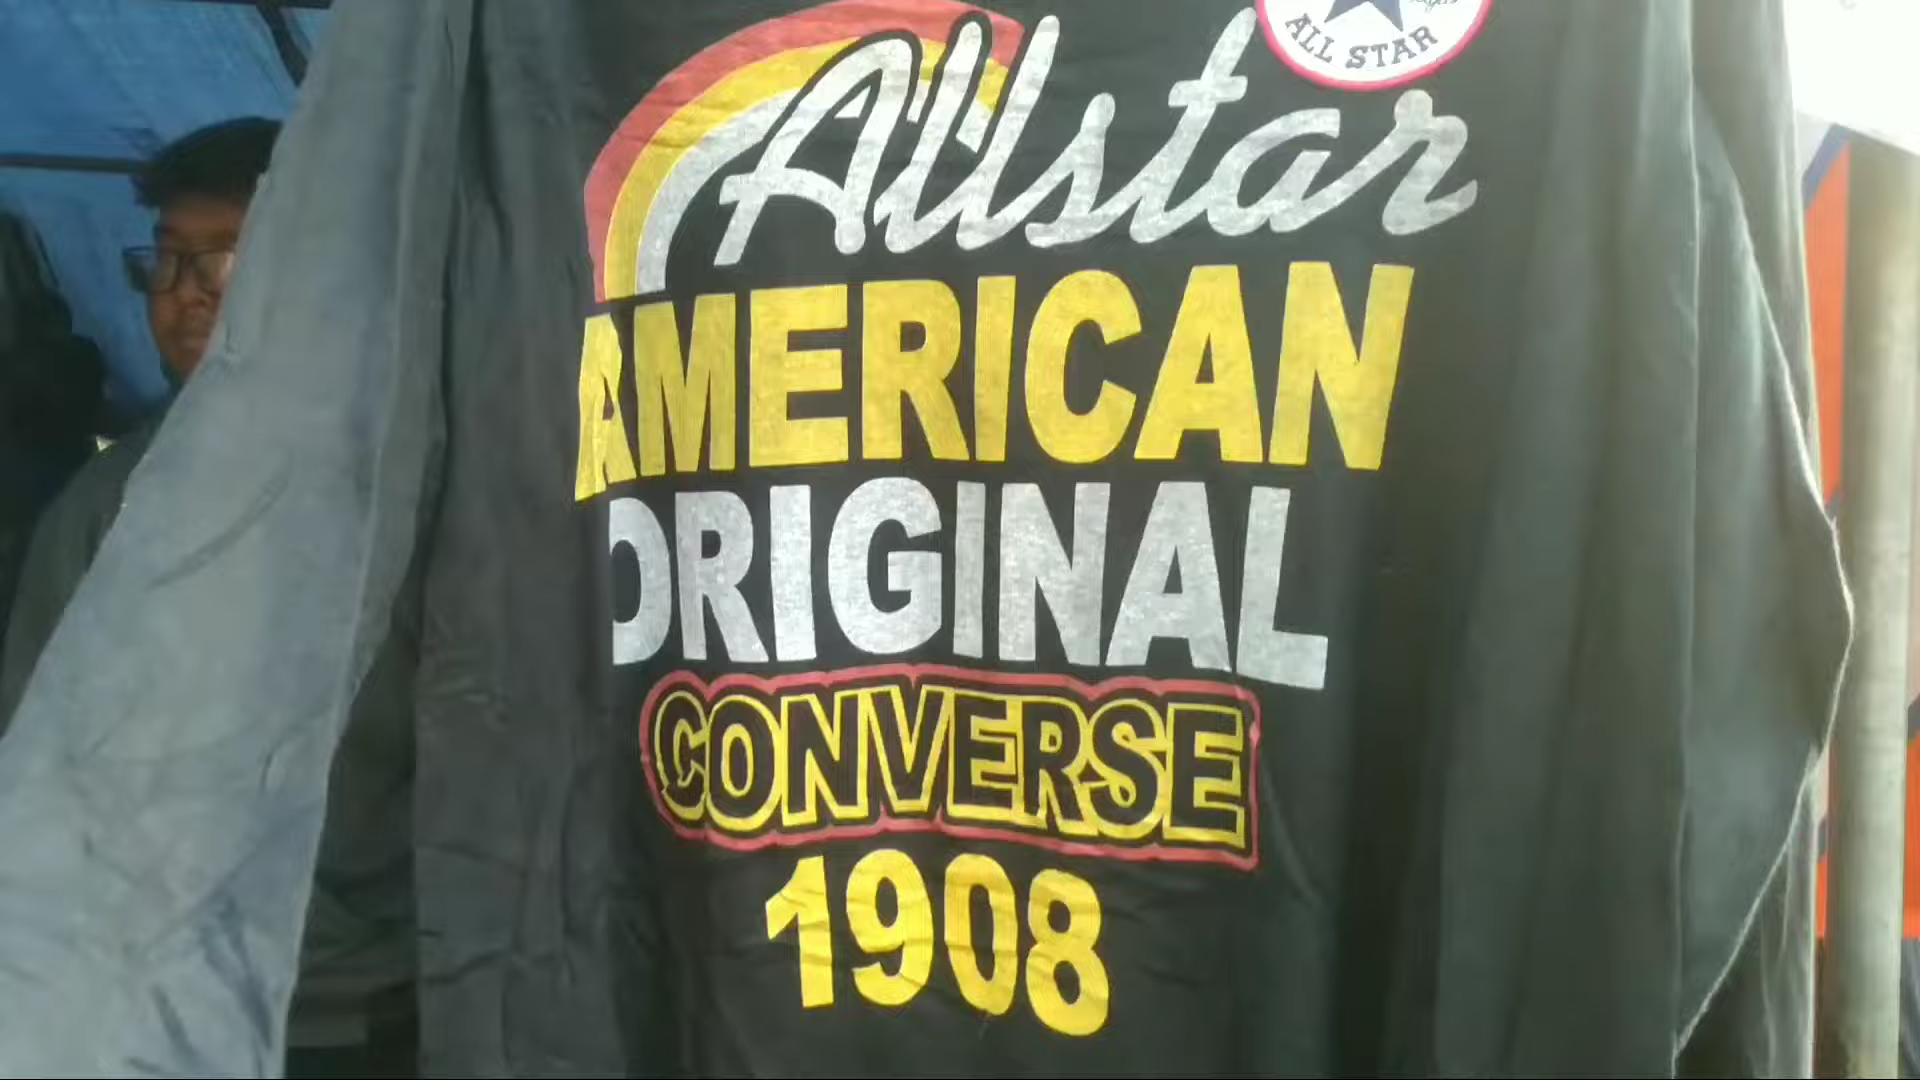 ALL STAR
Allstar
AMERICAN
ORIGINAL
CONVERSE
1908